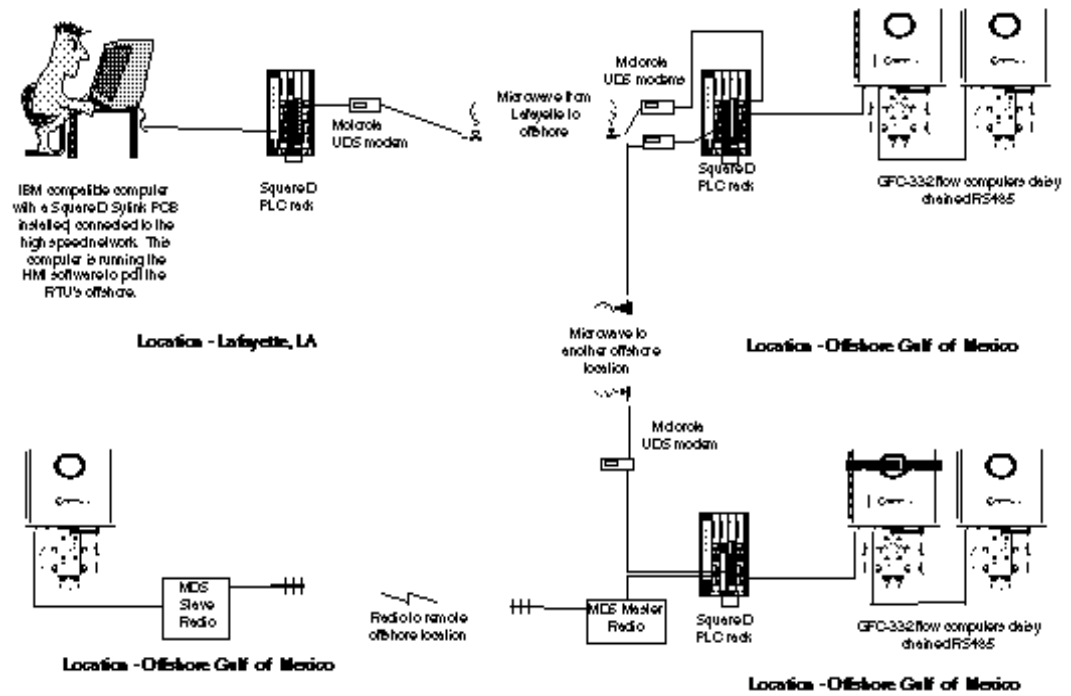 Motorola
UDS modem
Microwave from
Lafayette to
offshore
Motorola
UDS modems
Square D
PLC rack
Square D
PLC rack
GFC-332 flow computers daisy
chained RS485
IBM compatible computer
with a Square D Sylink PCB
installed, connected to the
high speed network. This
computer is running the
HMI software to poll the
RTU's offshore.
Location - Lafayette, LA
Microwave to
another offshore
location
Location - Offshore Gulf of Mexico
Motorola
UDS modem
MDS
Slave
Radio
Radio to remote
offshore location
MDS Master
Radio
Square D
PLC rack
GFC-332 flow computers daisy
chained RS485
Location - Offshore Gulf of Mexico
Location - Offshore Gulf of Mexico